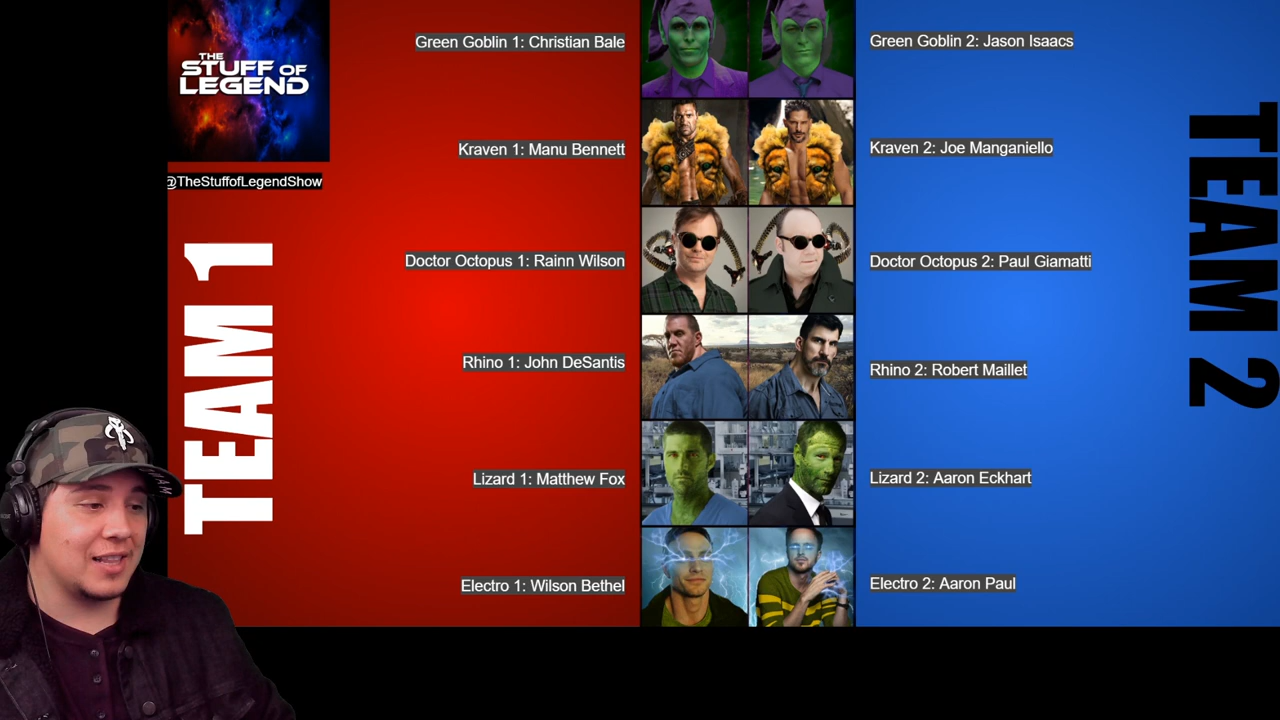 THE
STUFF OF
LEGEND
@TheStuffofLegendShow
TEAM 1
Green Goblin 1: Christian Bale
Green Goblin 2: Jason Isaacs
Kraven 1: Manu Bennett
Kraven 2: Joe Manganiello
Doctor Octopus 1: Rainn Wilson
Doctor Octopus 2: Paul Giamatti
Rhino 1: John DeSantis
Rhino 2: Robert Maillet
Lizard 1: Matthew Fox
Lizard 2: Aaron Eckhart
Electro 1: Wilson Bethel
Electro 2: Aaron Paul
TEAM 2